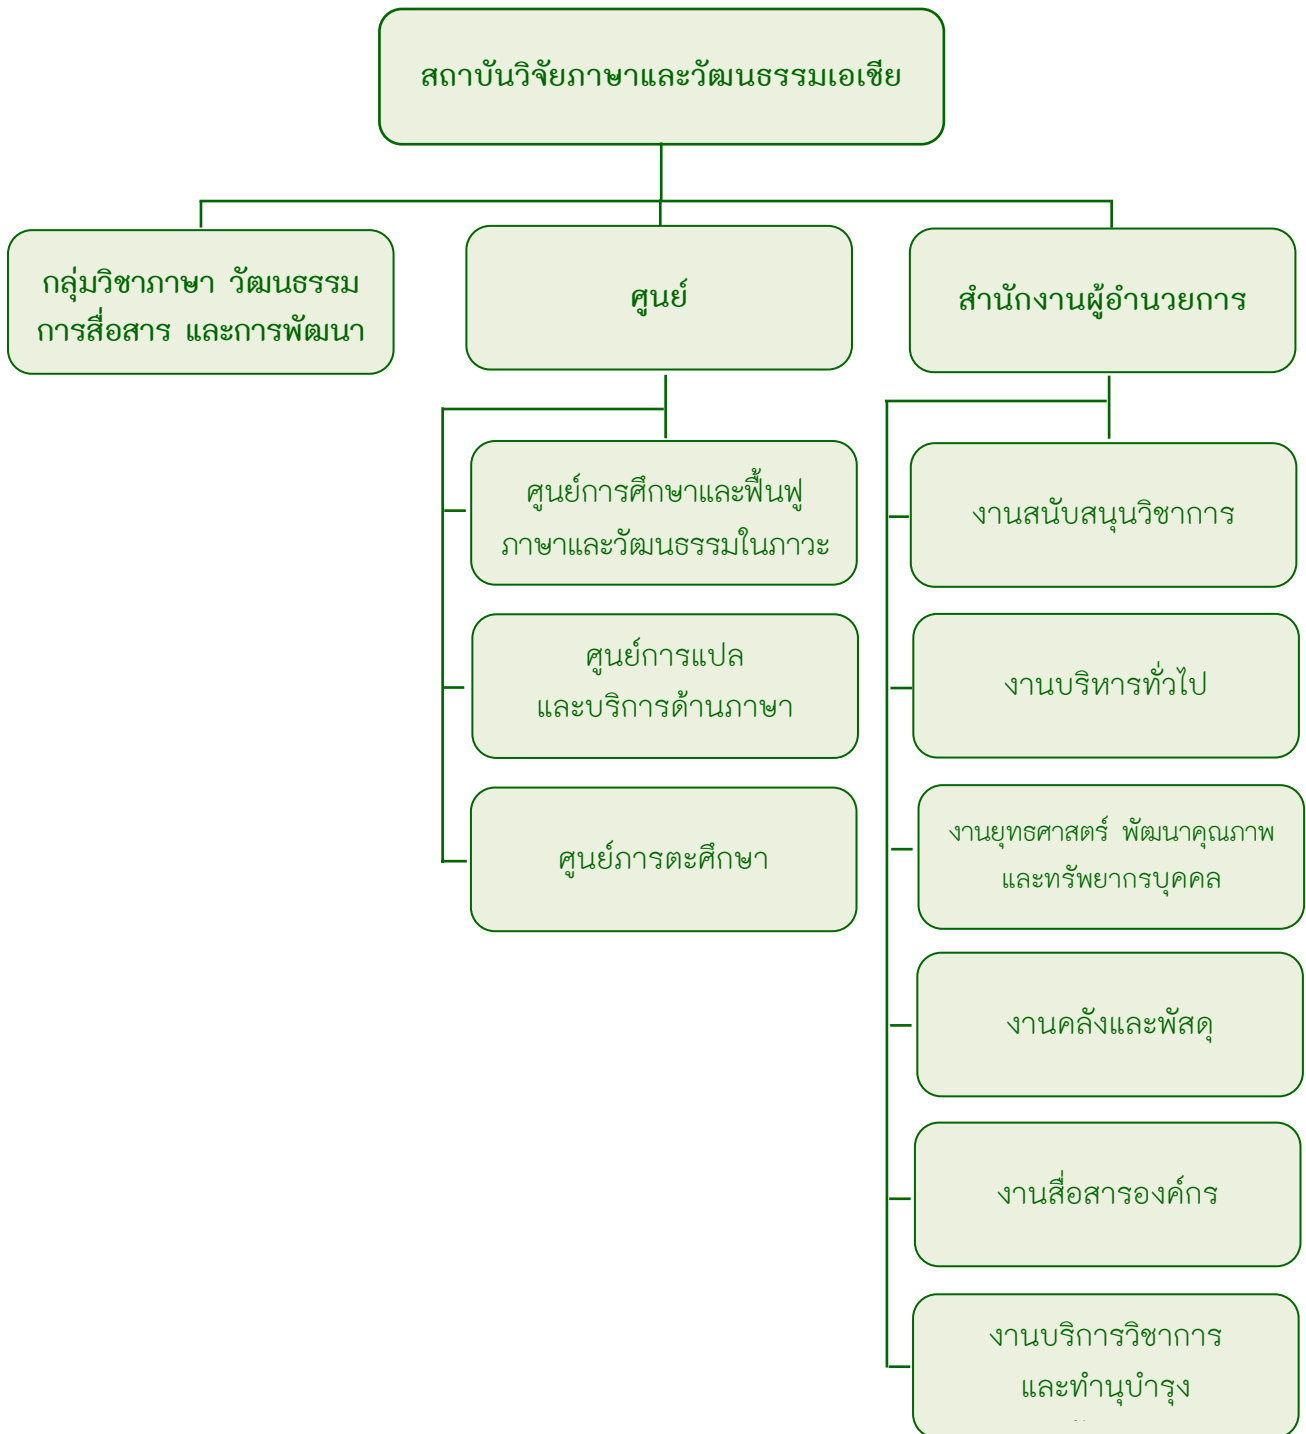 สถาบันวิจัยภาษาและวัฒนธรรมเอเชีย
กลุ่มวิชาภาษา วัฒนธรรม
การสื่อสาร และการพัฒนา
ศูนย์
สำนักงานผู้อำนวยการ
ศูนย์การศึกษาและฟื้นฟู
ภาษาและวัฒนธรรมในภาวะ
ศูนย์การแปล
และบริการด้านภาษา
ศูนย์ภารตะศึกษา
งานสนับสนุนวิชาการ
งานบริหารทั่วไป
งานยุทธศาสตร์ พัฒนาคุณภาพ
และทรัพยากรบุคคล
งานคลังและพัสดุ
งานสื่อสารองค์กร
งานบริการวิชาการ
และทำนุบำรุง